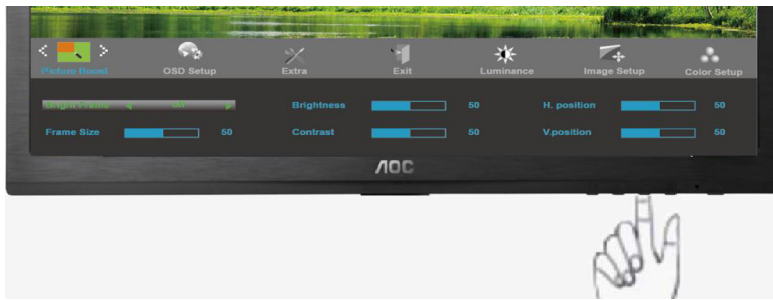 < >
Picture Boost OSD Setup Extra Exit Luminance Image Setup Color Setup
Bright Frame Off Brightness 50 H. position 50
Frame Size 50 Contrast 50 V.position 50
AOC